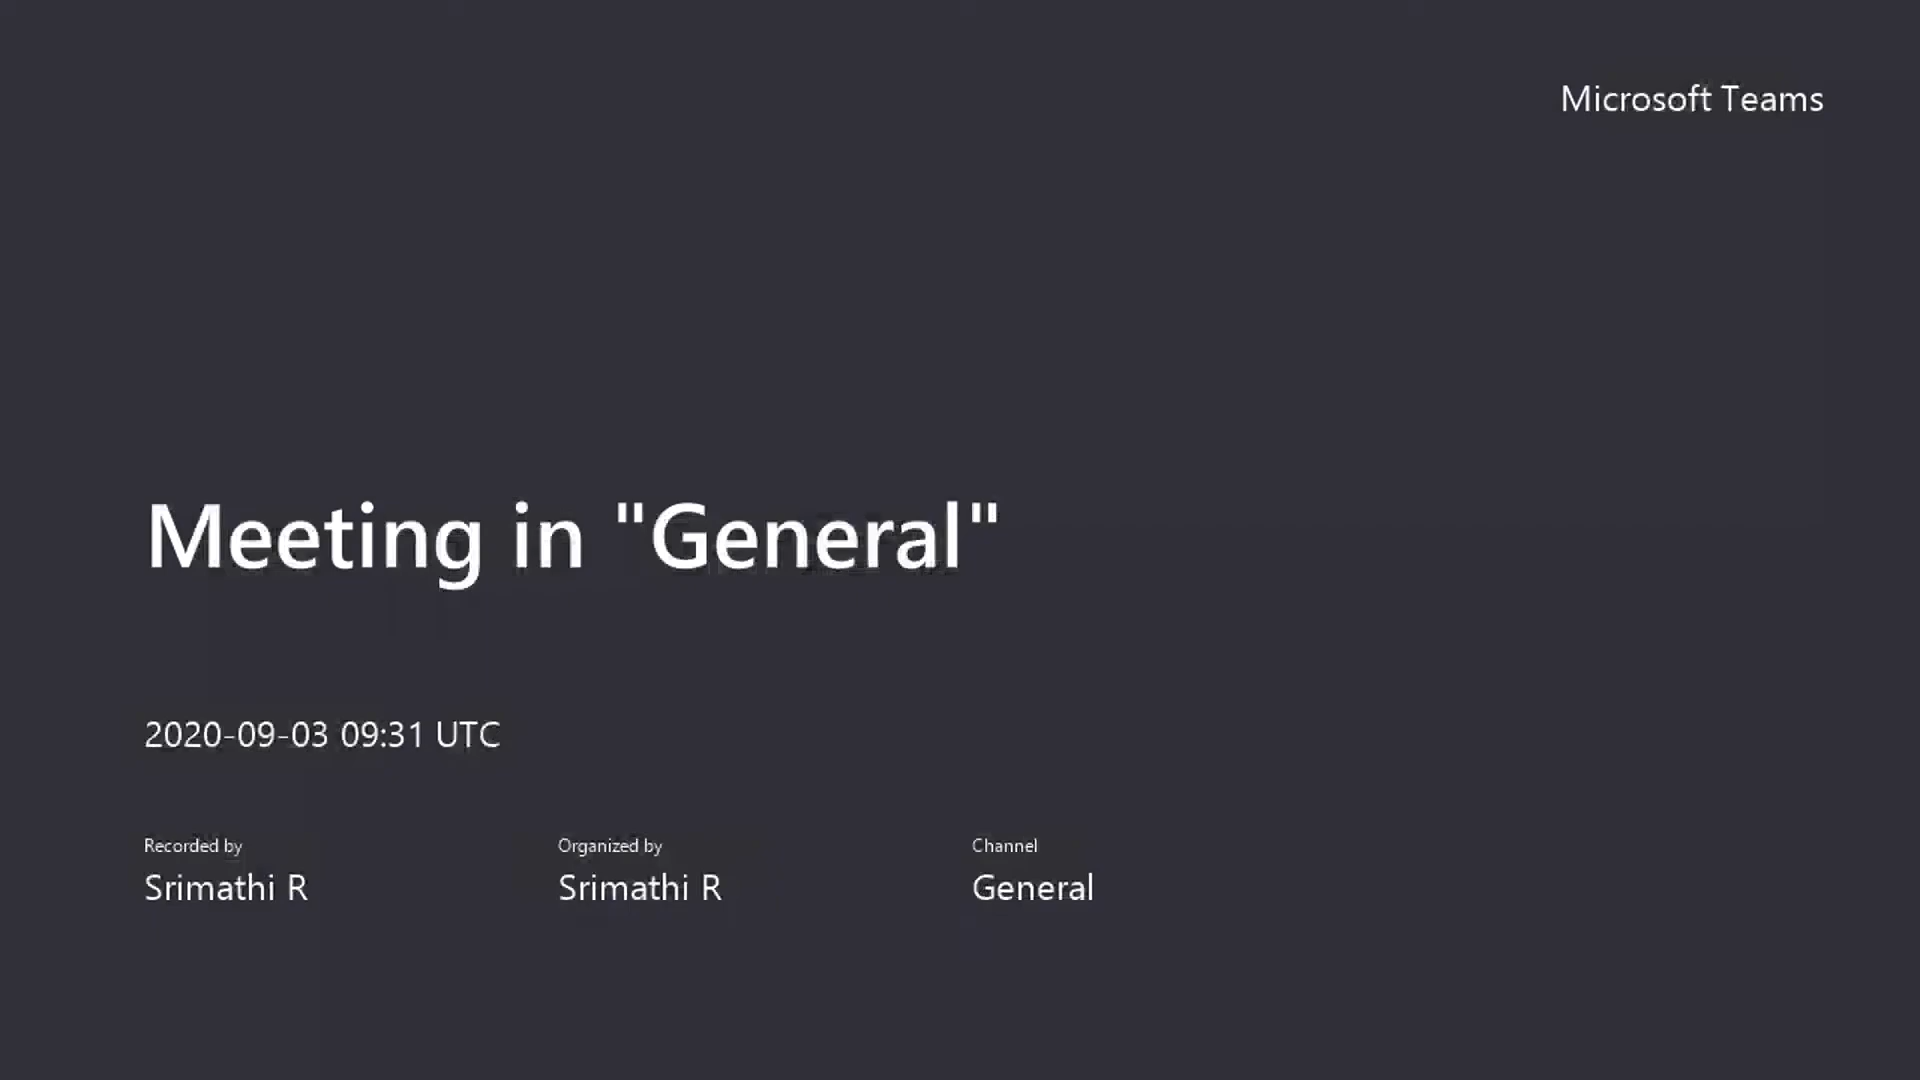 Microsoft Teams
Meeting in "General"
2020-09-03 09:31 UTC
Recorded by
Srimathi R
Organized by
Srimathi R
Channel
General